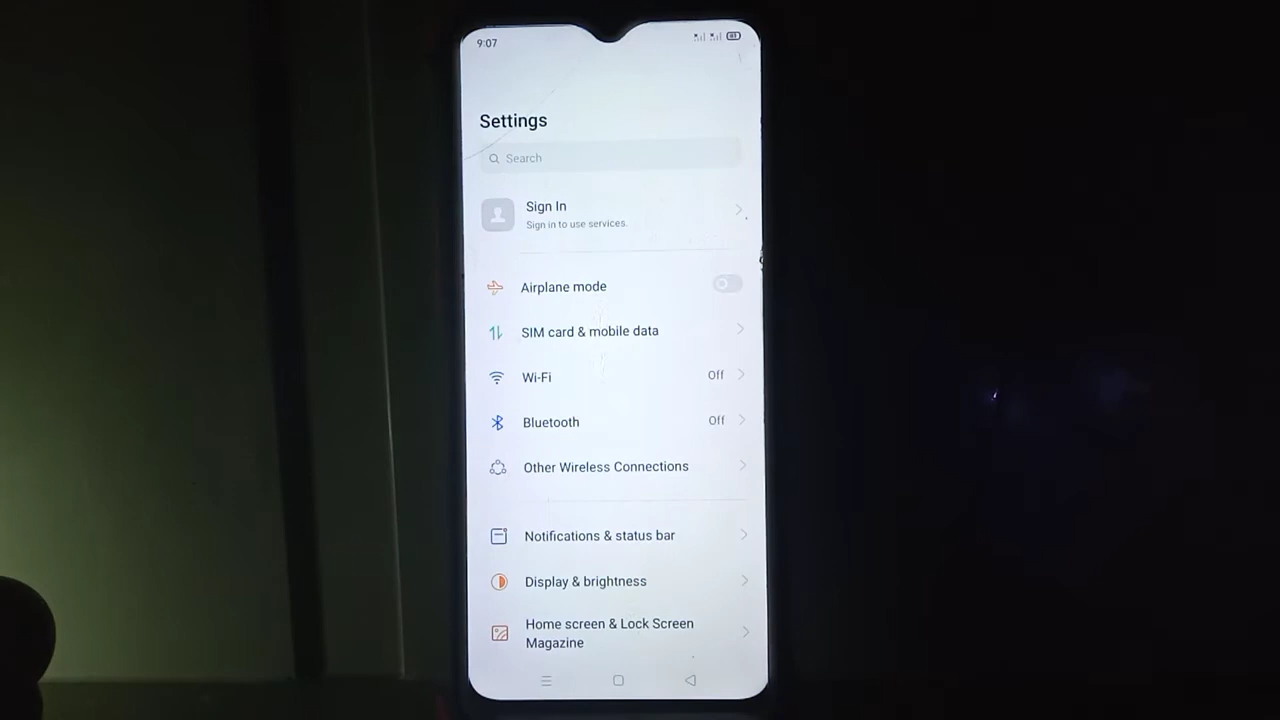 9:07
Settings
Search
Sign In
Sign in to use services.
Airplane mode
SIM card & mobile data
Wi-Fi
Off
Bluetooth
Off
Other Wireless Connections
Notifications & status bar
Display & brightness
Home screen & Lock Screen
Magazine